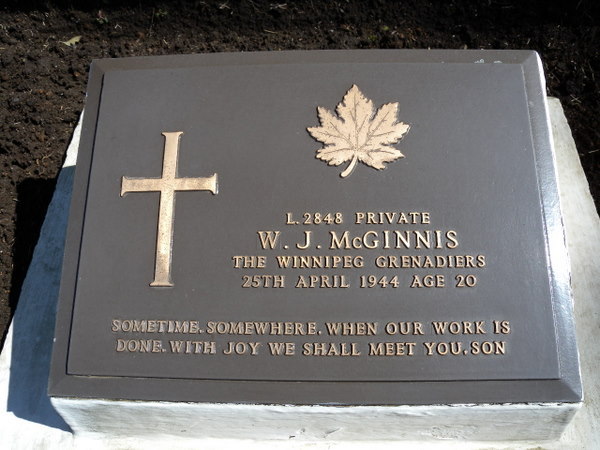 L.2848 PRIVATE
W. J. McGINNIS
THE WINNIPEG GRENADIERS
25TH APRIL 1944 AGE 20
SOMETIME. SOMEWHERE. WHEN OUR WORK IS
DONE. WITH JOY WE SHALL MEET YOU, SON